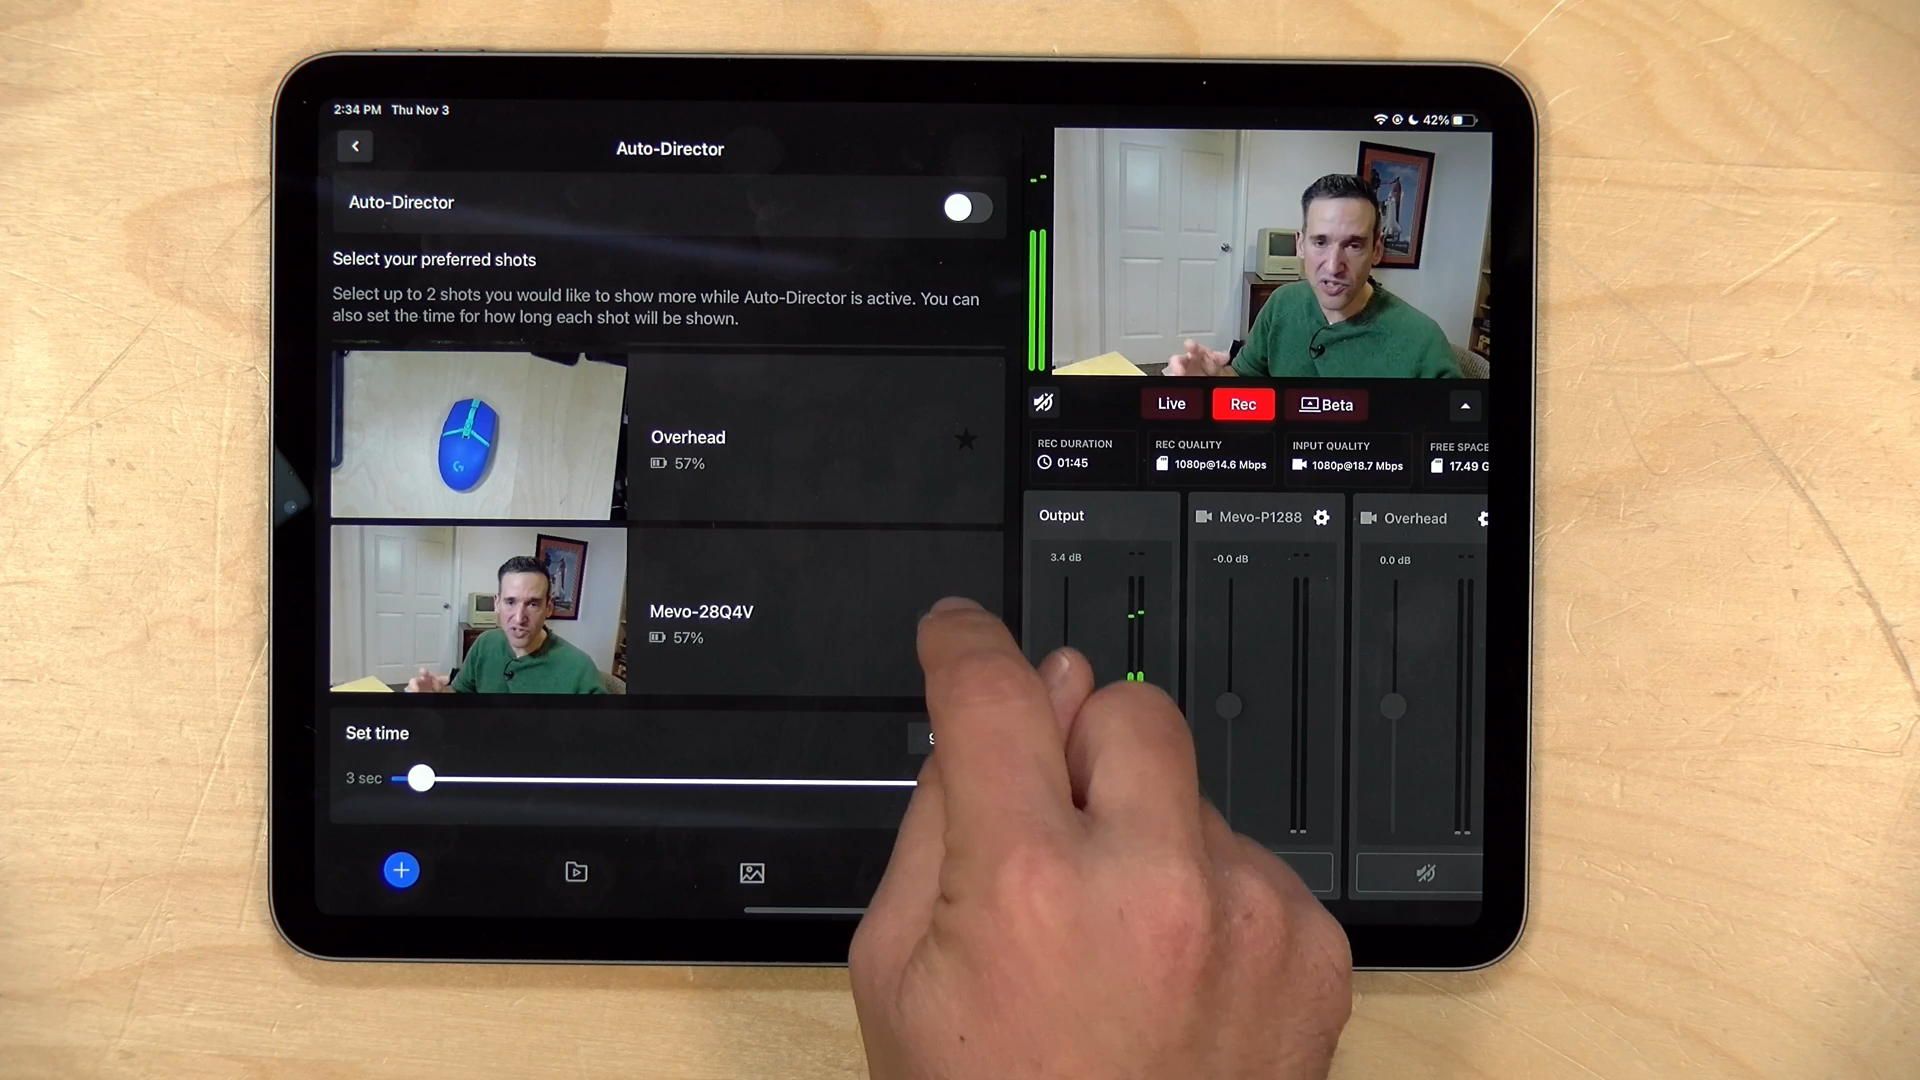 2:34 PM Thu Nov 3
42%
Auto-Director
Auto-Director
Select your preferred shots
Select up to 2 shots you would like to show more while Auto-Director is active. You can
also set the time for how long each shot will be shown.
Overhead
57%
Mevo-28Q4V
57%
Set time
3 sec
Live
Rec
Beta
REC DURATION
01:45
REC QUALITY
1080p@14.6 Mbps
INPUT QUALITY
1080p@18.7 Mbps
FREE SPACE
17.49 G
Output
3.4 dB
Mevo-P1288
-0.0 dB
Overhead
0.0 dB